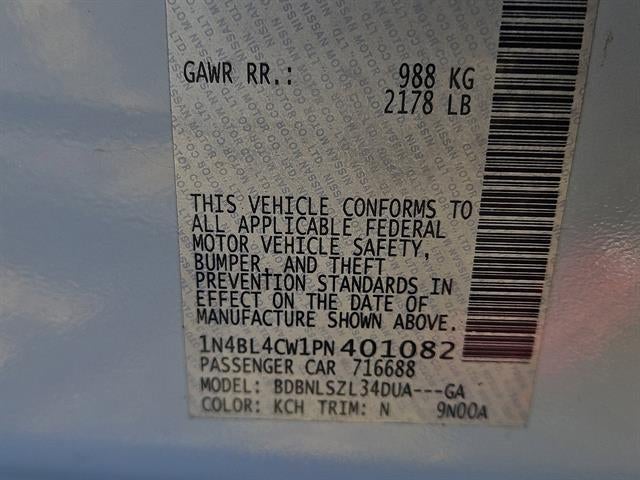 GAWR RR.: 988 KG
2178 LB
THIS VEHICLE CONFORMS TO
ALL APPLICABLE FEDERAL
MOTOR VEHICLE SAFETY,
BUMPER, AND THEFT
PREVENTION STANDARDS IN
EFFECT ON THE DATE OF
MANUFACTURE SHOWN ABOVE.
1N4BL4CW1PN401082
PASSENGER CAR 716688
MODEL: BDBNLSZL34DUA---GA
COLOR: KCH TRIM: N 9N00A